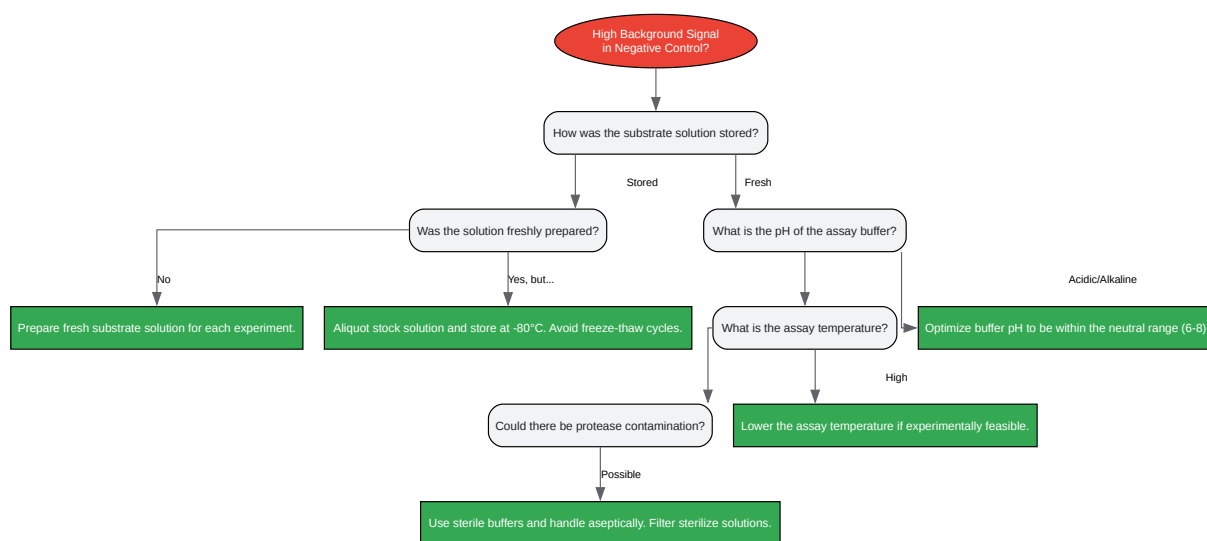 High Background Signal
in Negative Control?
How was the substrate solution stored?
Stored
Fresh
Was the solution freshly prepared?
What is the pH of the assay buffer?
No
Yes, but...
Acidic/Alkaline
Prepare fresh substrate solution for each experiment.
Aliquot stock solution and store at -80°C. Avoid freeze-thaw cycles.
What is the assay temperature?
Optimize buffer pH to be within the neutral range (6-8)
High
Could there be protease contamination?
Lower the assay temperature if experimentally feasible.
Possible
Use sterile buffers and handle aseptically. Filter sterilize solutions.